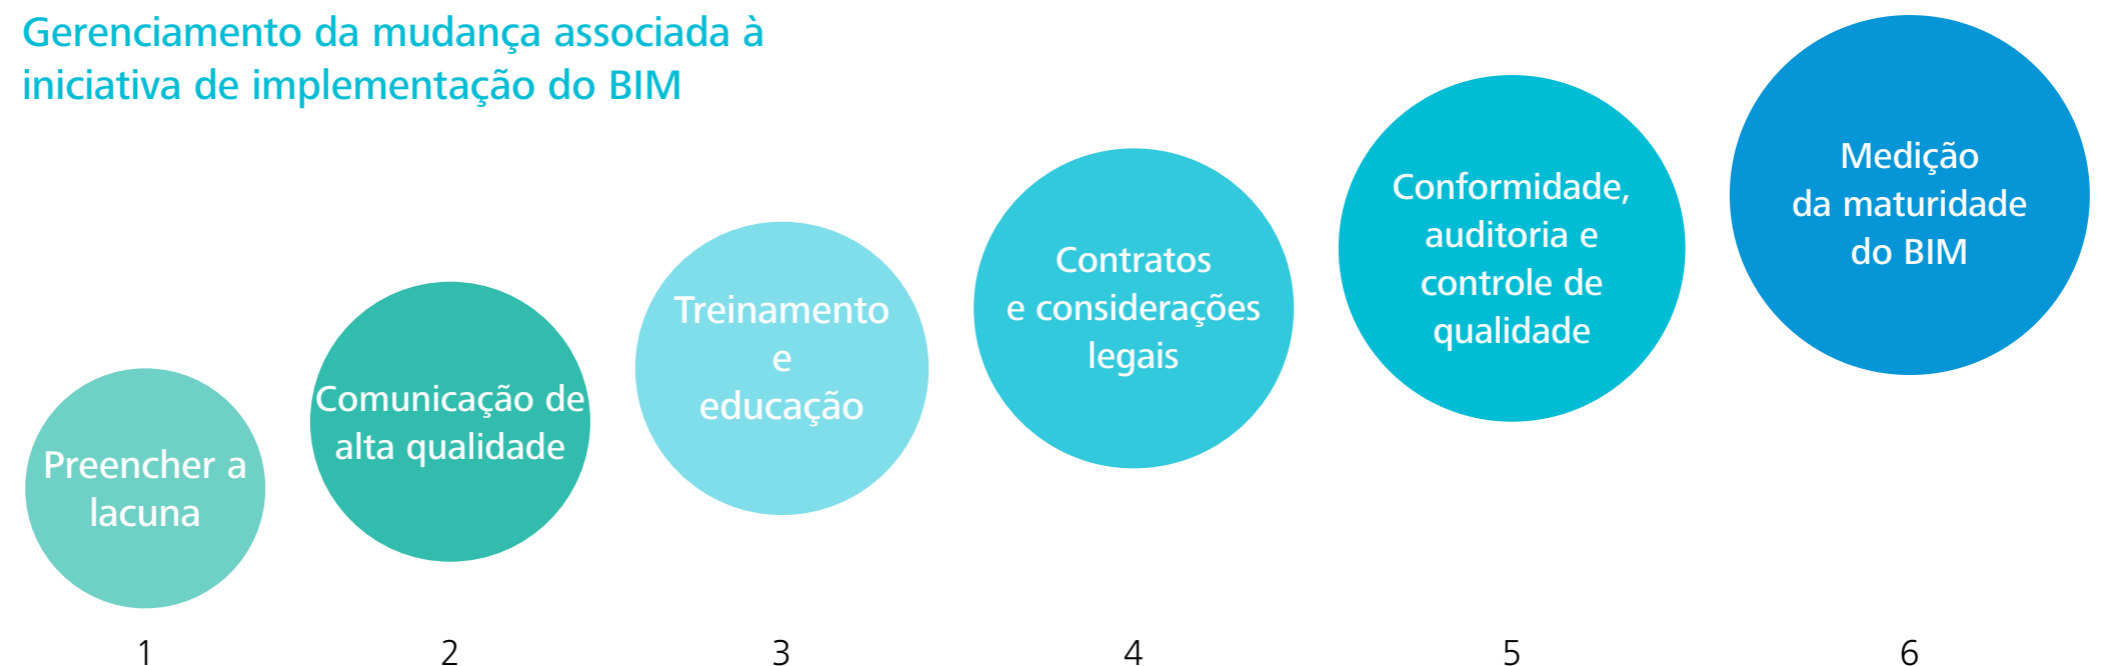 Gerenciamento da mudança associada à
iniciativa de implementação do BIM
Preencher a
lacuna
Comunicação de
alta qualidade
Treinamento
e
educação
Contratos
e considerações
legais
Conformidade,
auditoria e
controle de
qualidade
Medição
da maturidade
do BIM
1
2
3
4
5
6